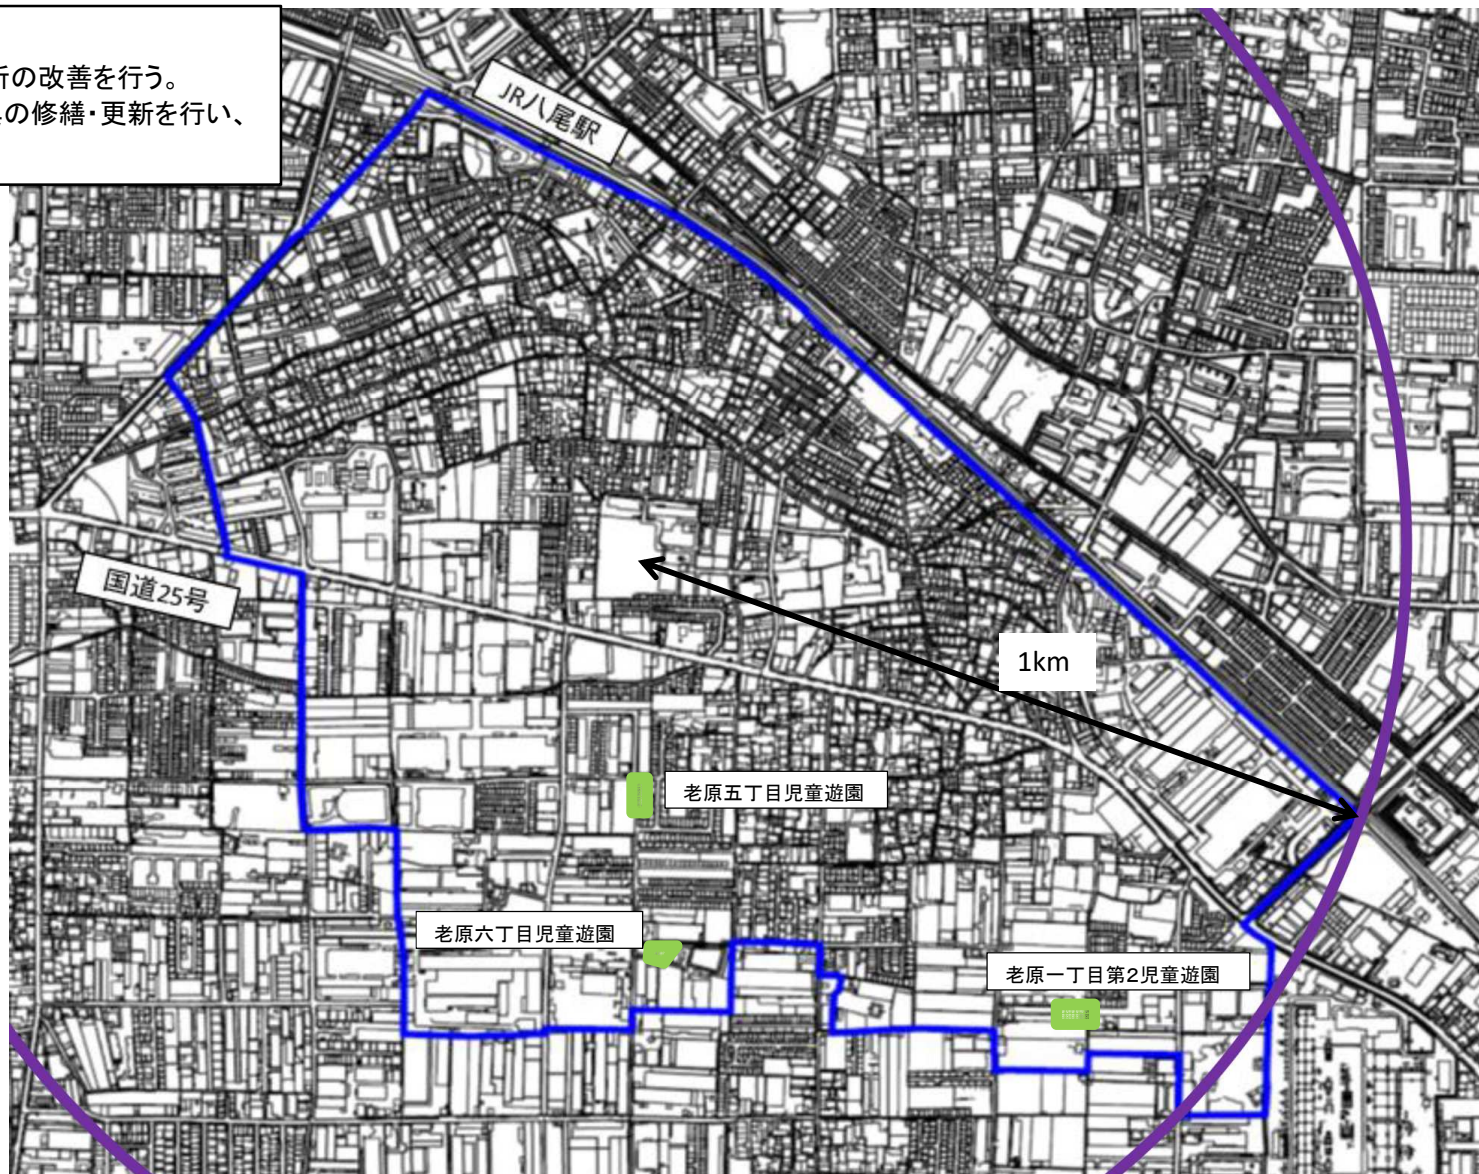 所の改善を行う。
の修繕・更新を行い、
JR八尾駅
国道25号
1km
老原五丁目児童遊園
老原六丁目児童遊園
老原一丁目第2児童遊園